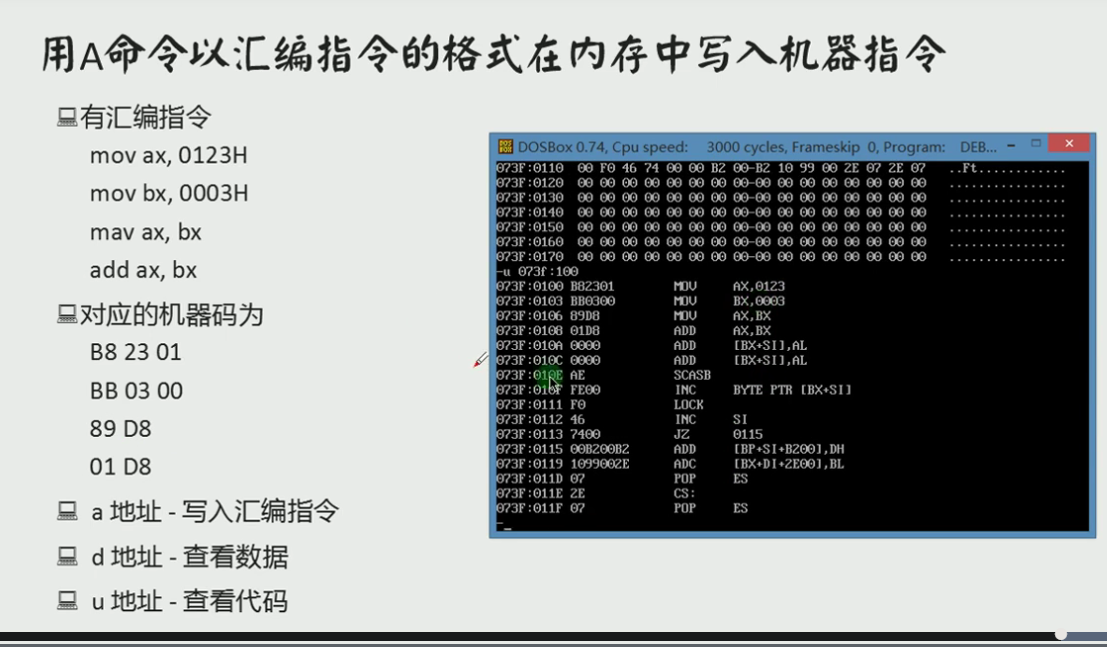 用A命令以汇编指令的格式在内存中写入机器指令
有汇编指令
mov ax, 0123H
mov bx, 0003H
mav ax, bx
add ax, bx
对应的机器码为
B8 23 01
BB 03 00
89 D8
01 D8
a 地址 - 写入汇编指令
d 地址 - 查看数据
u 地址 - 查看代码
DOSBox 0.74, Cpu speed: 3000 cycles, Frameskip 0, Program: DEB...
073F:0110 00 F0 46 74 00 00 B2 00-B2 10 99 00 2E 07 2E 07 ..Ft............
073F:0120 00 00 00 00 00 00 00 00-00 00 00 00 00 00 00 00 ................
073F:0130 00 00 00 00 00 00 00 00-00 00 00 00 00 00 00 00 ................
073F:0140 00 00 00 00 00 00 00 00-00 00 00 00 00 00 00 00 ................
073F:0150 00 00 00 00 00 00 00 00-00 00 00 00 00 00 00 00 ................
073F:0160 00 00 00 00 00 00 00 00-00 00 00 00 00 00 00 00 ................
073F:0170 00 00 00 00 00 00 00 00-00 00 00 00 00 00 00 00 ................
-u 073f:100
073F:0100 B82301 MOV AX,0123
073F:0103 BB0300 MOV BX,0003
073F:0106 89D8 MOV AX,BX
073F:0108 01D8 ADD AX,BX
073F:010A 0000 ADD [BX+SI],AL
073F:010C 0000 ADD [BX+SI],AL
073F:010E AE SCASB
073F:010F FE00 INC BYTE PTR [BX+SI]
073F:0111 F0 LOCK
073F:0112 46 INC SI
073F:0113 7400 JZ 0115
073F:0115 00B200B2 ADD [BP+SI+B200],DH
073F:0119 1099002E ADC [BX+DI+2E00],BL
073F:011D 07 POP ES
073F:011E 2E CS:
073F:011F 07 POP ES
-_